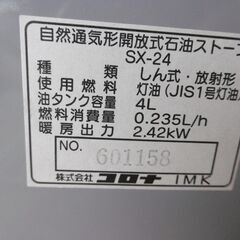 自然通気形開放式石油ストー
SX-24
種類 しん式・放射形
使用燃料 灯油(JIS1号灯油
油タンク容量 4L
燃料消費量 0.235L/h
暖房出力 2.42kW
NO. 601158
株式会社 コロナ IMK